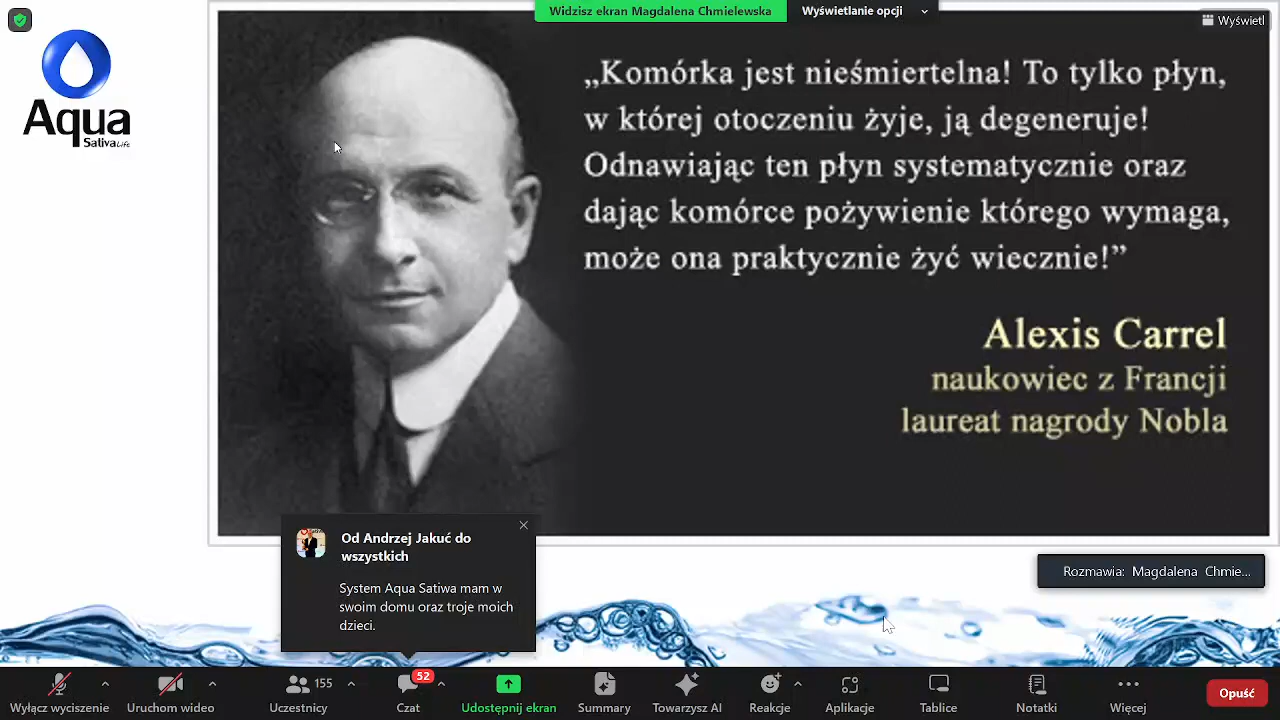 Widzisz ekran Magdalena Chmielewska
Wyświetlanie opcji
Wyświetl
Aqua
SativaLife
„Komórka jest nieśmiertelna! To tylko płyn,
w której otoczeniu żyje, ją degeneruje!
Odnawiając ten płyn systematycznie oraz
dając komórce pożywienie którego wymaga,
może ona praktycznie żyć wiecznie!”
Alexis Carrel
naukowiec z Francji
laureat nagrody Nobla
Od Andrzej Jakuć do
wszystkich
System Aqua Satiwa mam w
swoim domu oraz troje moich
dzieci.
Rozmawia: Magdalena Chmie...
Wyłącz wyciszenie
Uruchom wideo
155
Uczestnicy
52
Czat
Udostępnij ekran
Summary
Towarzysz AI
Reakcje
Aplikacje
Tablice
Notatki
Więcej
Opuść